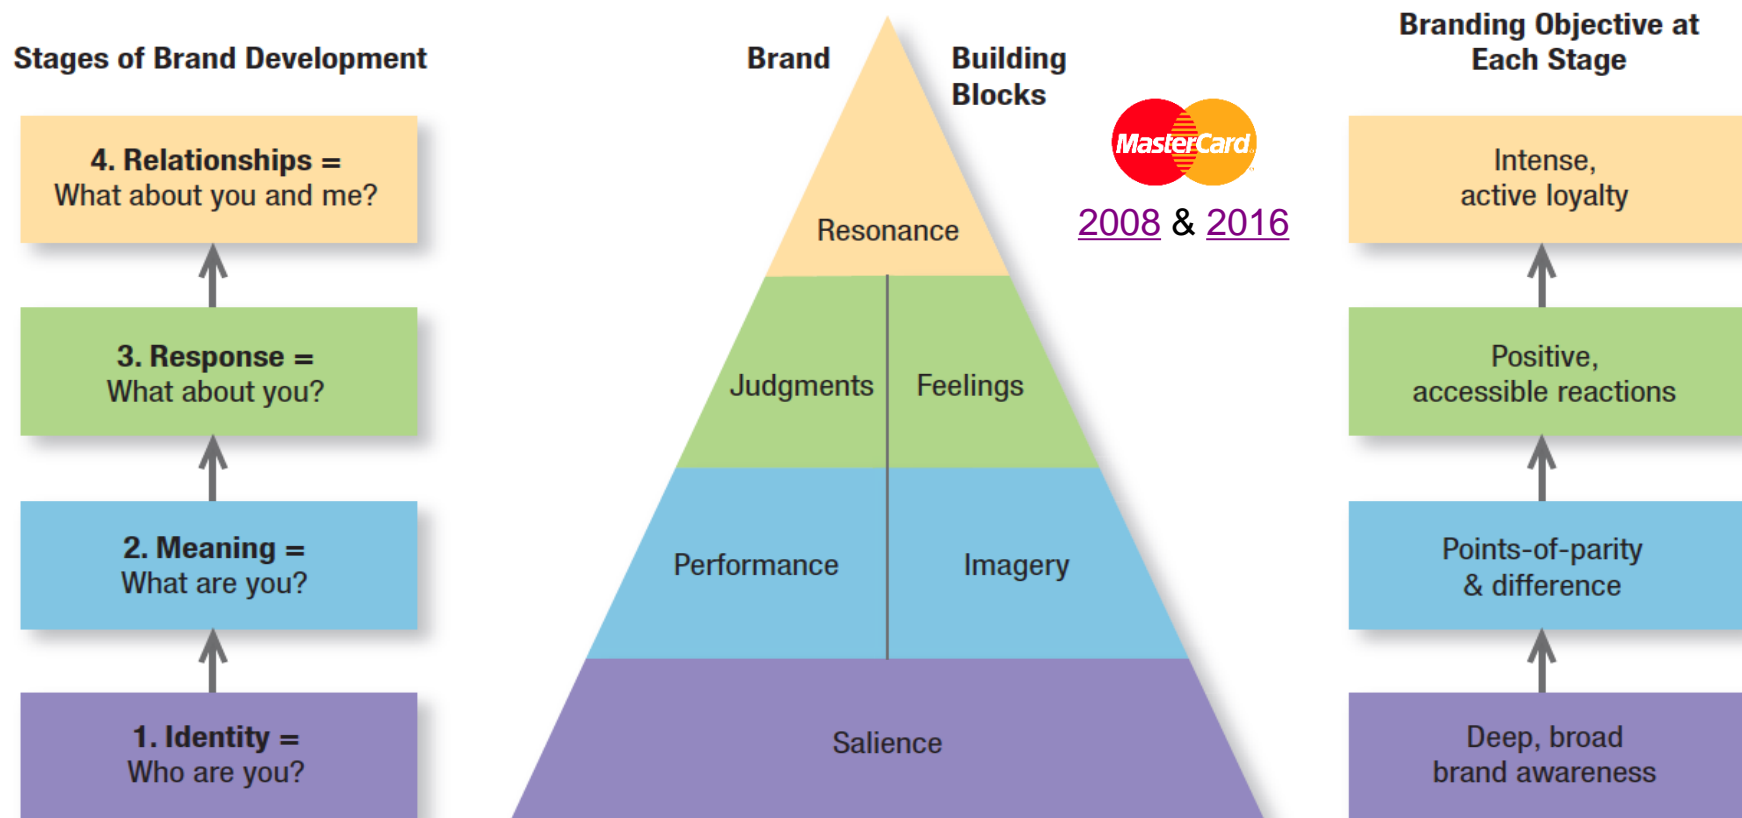 Stages of Brand Development
4. Relationships =
What about you and me?
3. Response =
What about you?
2. Meaning =
What are you?
1. Identity =
Who are you?
Brand
Building
Blocks
Resonance
Judgments
Feelings
Performance
Imagery
Salience
MasterCard
2008 & 2016
Branding Objective at
Each Stage
Intense,
active loyalty
Positive,
accessible reactions
Points-of-parity
& difference
Deep, broad
brand awareness